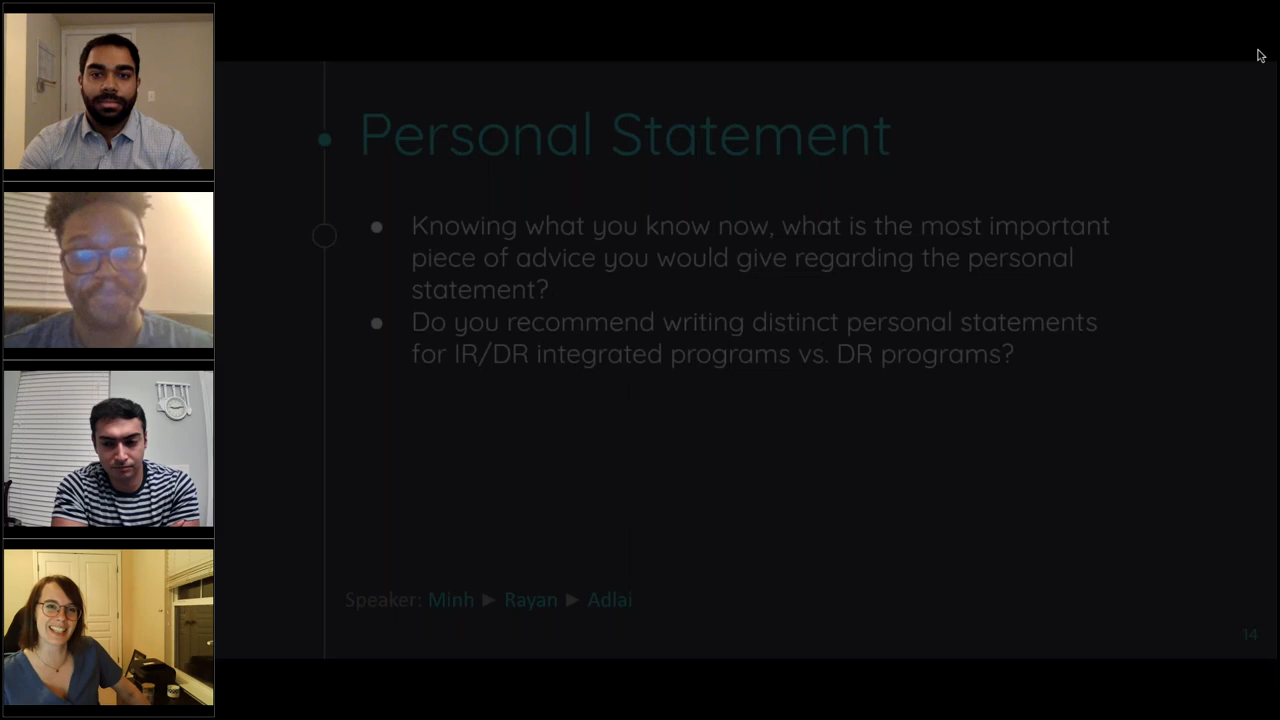 Personal Statement
● Knowing what you know now, what is the most important
piece of advice you would give regarding the personal
statement?
● Do you recommend writing distinct personal statements
for IR/DR integrated programs vs. DR programs?
Speaker: Minh ► Rayan ► Adlai
14